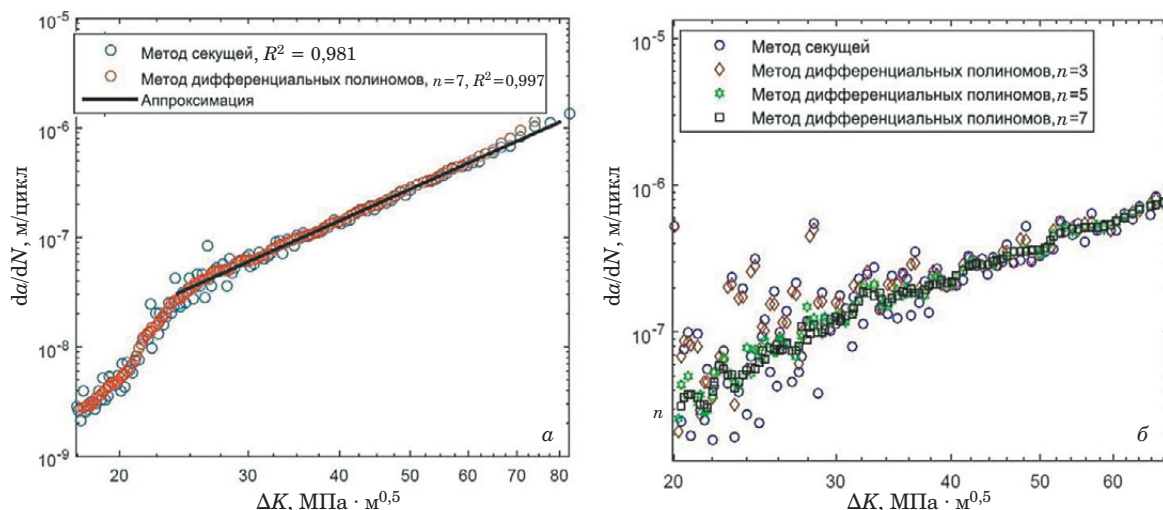 10⁻⁵
10⁻⁶
10⁻⁷
10⁻⁸
10⁻⁹
da/dN, м/цикл
Метод секущей, R² = 0,981
Метод дифференциальных полиномов, n=7, R²=0,997
Аппроксимация
а
20 30 40 50 60 70 80
ΔK, МПа · м⁰,⁵
10⁻⁵
10⁻⁶
10⁻⁷
n
da/dN, м/цикл
Метод секущей
Метод дифференциальных полиномов, n=3
Метод дифференциальных полиномов, n=5
Метод дифференциальных полиномов, n=7
б
20 30 40 50 60
ΔK, МПа · м⁰,⁵